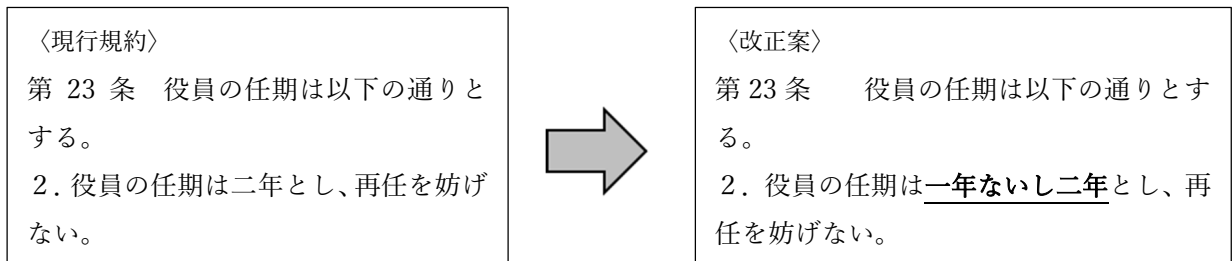 〈現行規約〉
第 23 条　役員の任期は以下の通りと
する。
２．役員の任期は二年とし、再任を妨げ
ない。
〈改正案〉
第 23 条　　役員の任期は以下の通りとす
る。
２．役員の任期は一年ないし二年とし、再
任を妨げない。